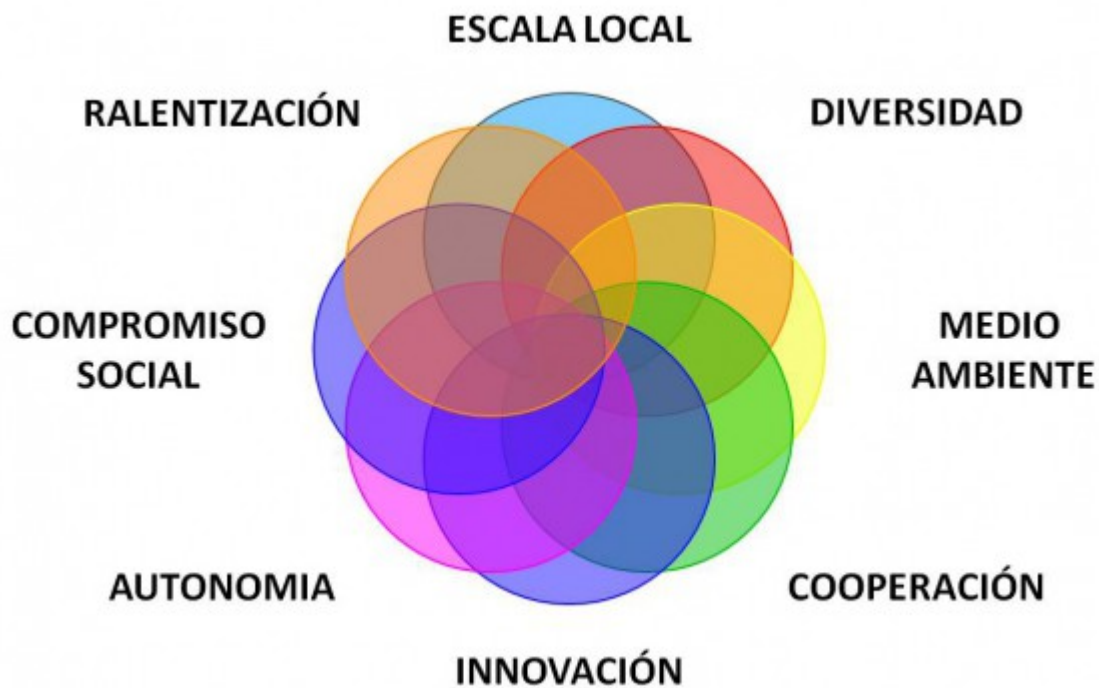 ESCALA LOCAL
RALENTIZACIÓN
DIVERSIDAD
COMPROMISO
SOCIAL
MEDIO
AMBIENTE
AUTONOMIA
COOPERACIÓN
INNOVACIÓN